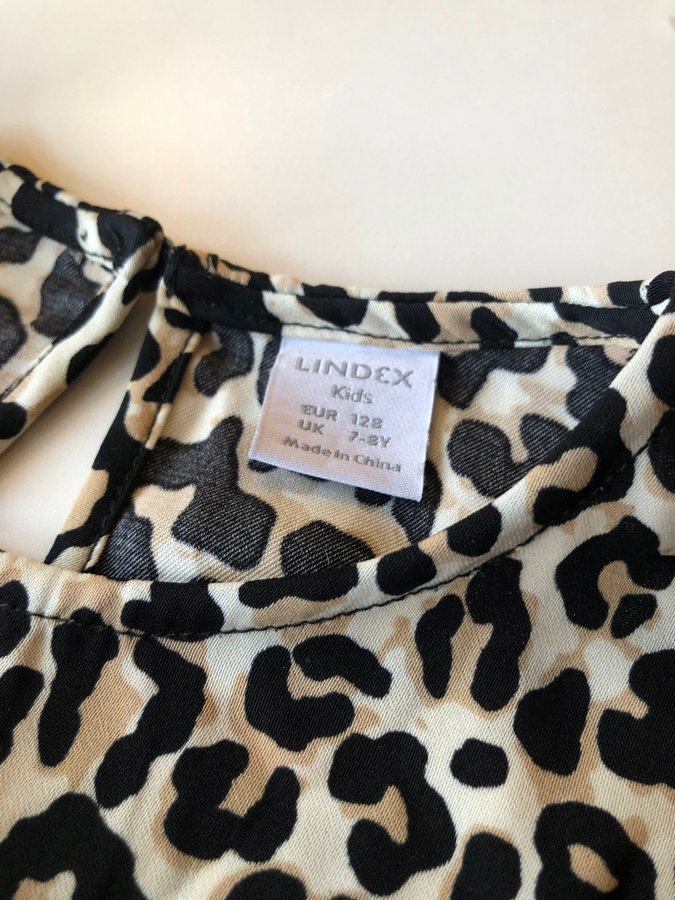 LINDEX
Kids
EUR 128
UK 7-8Y
Made in China